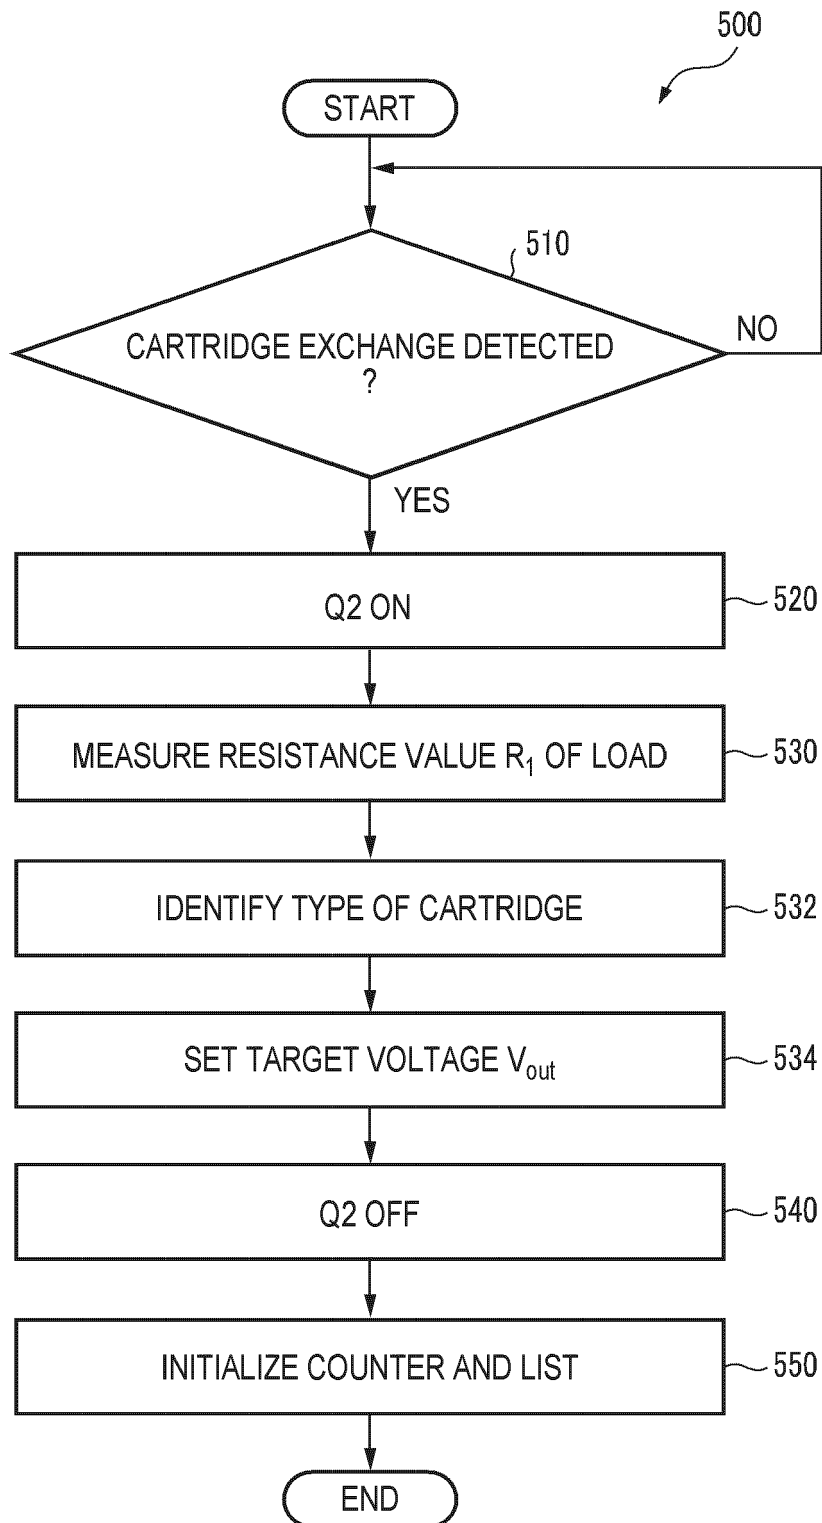 500
START
510
CARTRIDGE EXCHANGE DETECTED
?
NO
YES
Q2 ON
520
MEASURE RESISTANCE VALUE R1 OF LOAD
530
IDENTIFY TYPE OF CARTRIDGE
532
SET TARGET VOLTAGE Vout
534
Q2 OFF
540
INITIALIZE COUNTER AND LIST
550
END